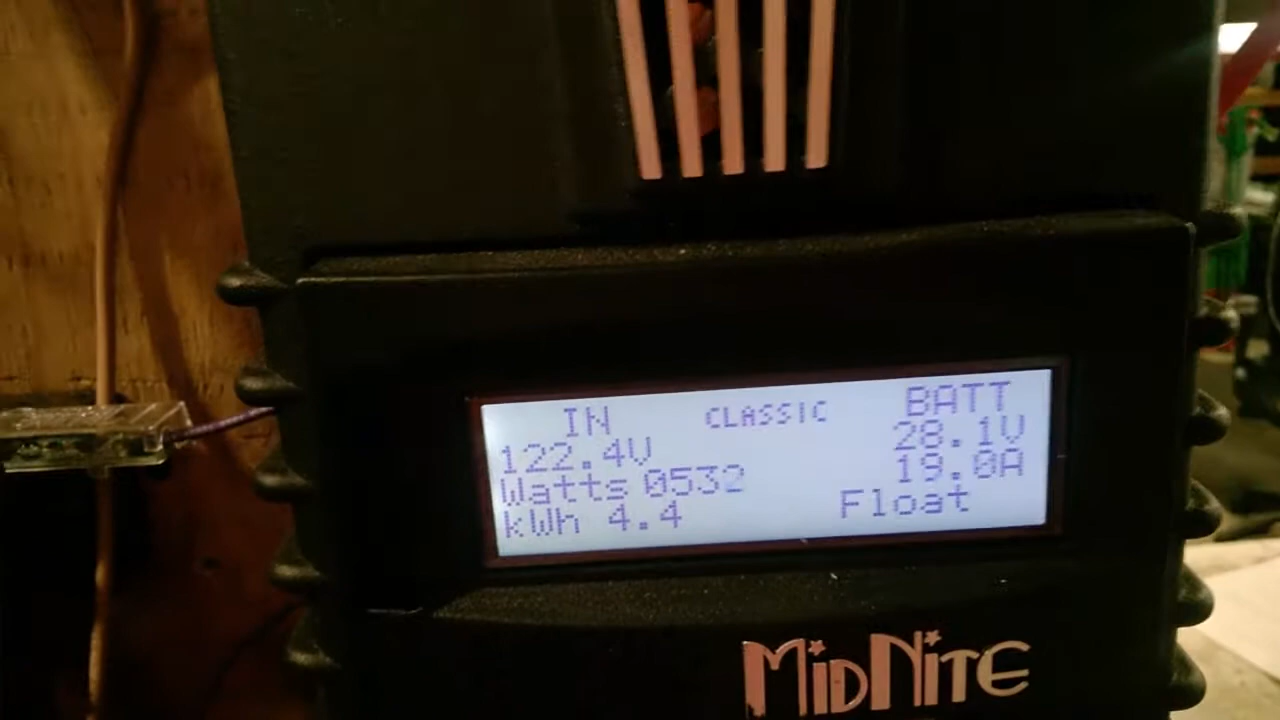 IN CLASSIC BATT
122.4V 28.1V
Watts 0532 19.0A
kWh 4.4 Float
MIDNITE